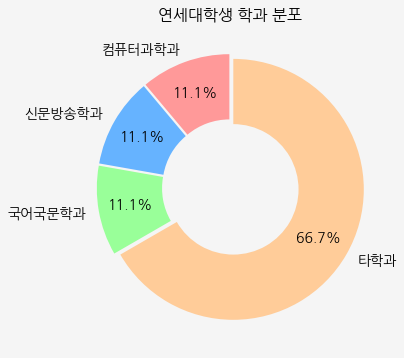 연세대학생 학과 분포
컴퓨터과학과
11.1%
신문방송학과
11.1%
국어국문학과
11.1%
66.7%
타학과